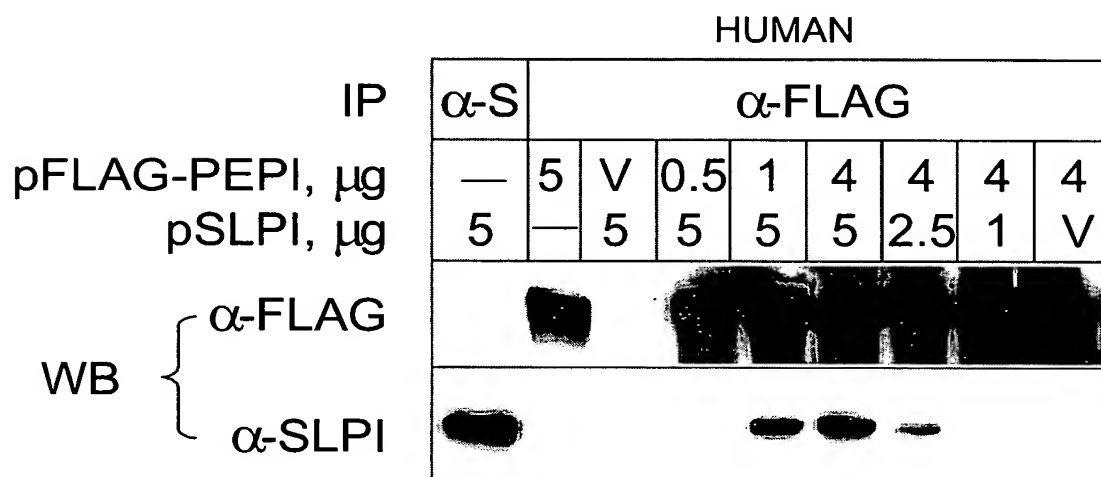 HUMAN
IP α-S α-FLAG
pFLAG-PEPI, μg — 5 V 0.5 1 4 4 4 4
pSLPI, μg 5 — 5 5 5 5 2.5 1 V
α-FLAG
WB
α-SLPI